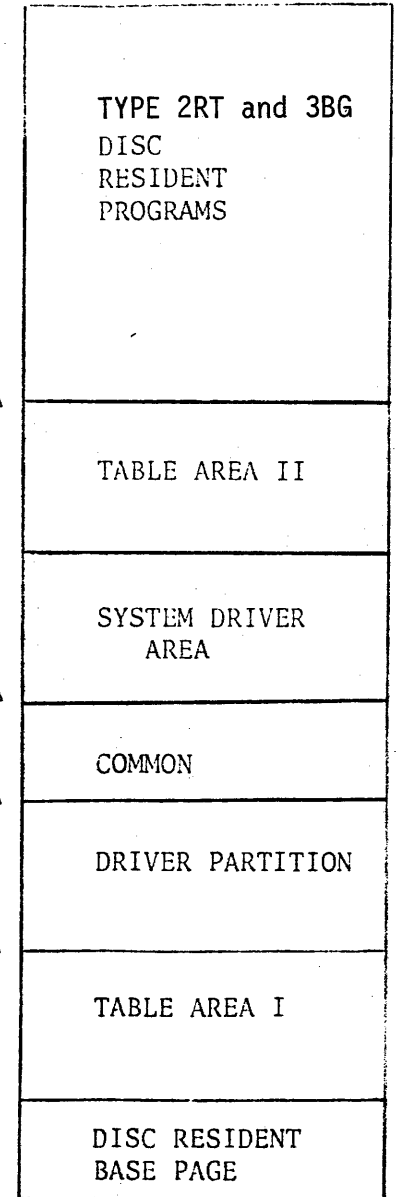 TYPE 2RT and 3BG
DISC
RESIDENT
PROGRAMS
TABLE AREA II
SYSTEM DRIVER
AREA
COMMON
DRIVER PARTITION
TABLE AREA I
DISC RESIDENT
BASE PAGE